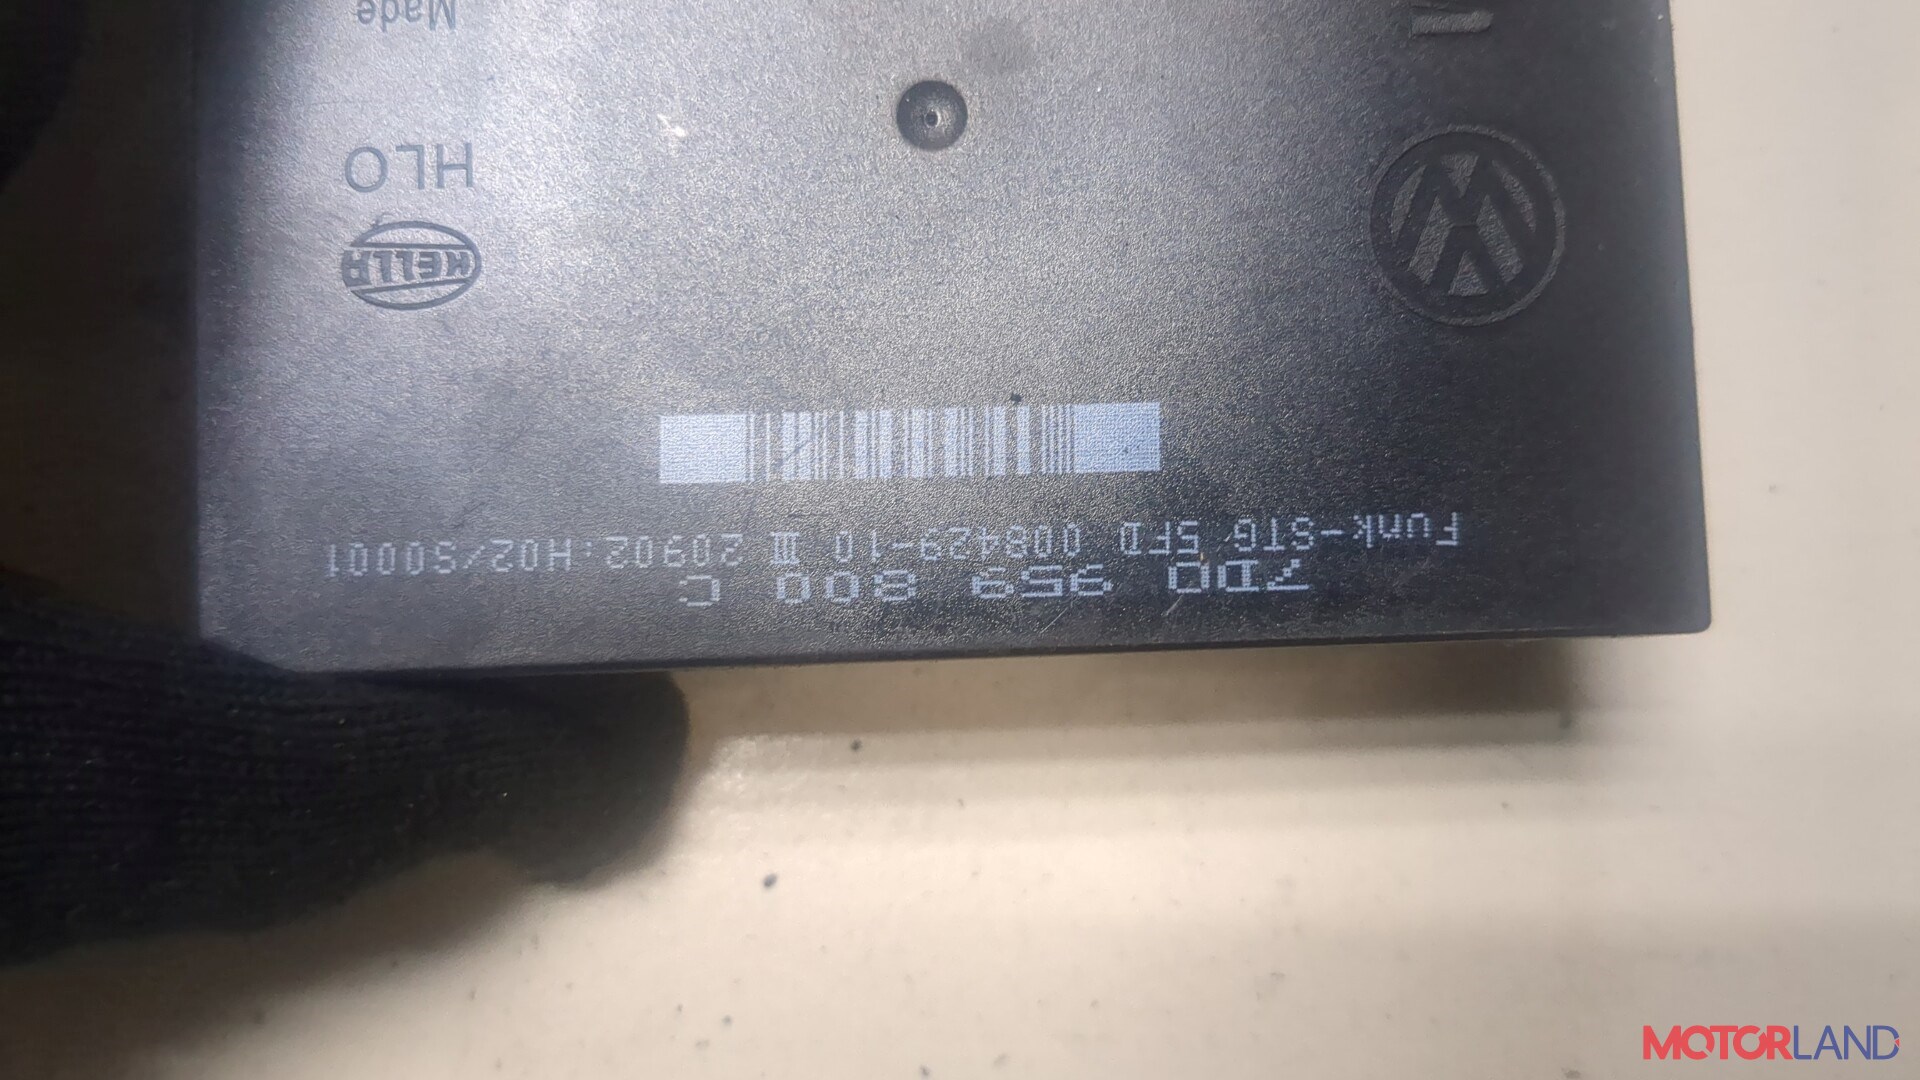 7D0 959 800 C
Funk-STG 5FD 008429-10 III 20902:H02/S0001
HELLA
HLO
Made
MOTORLAND